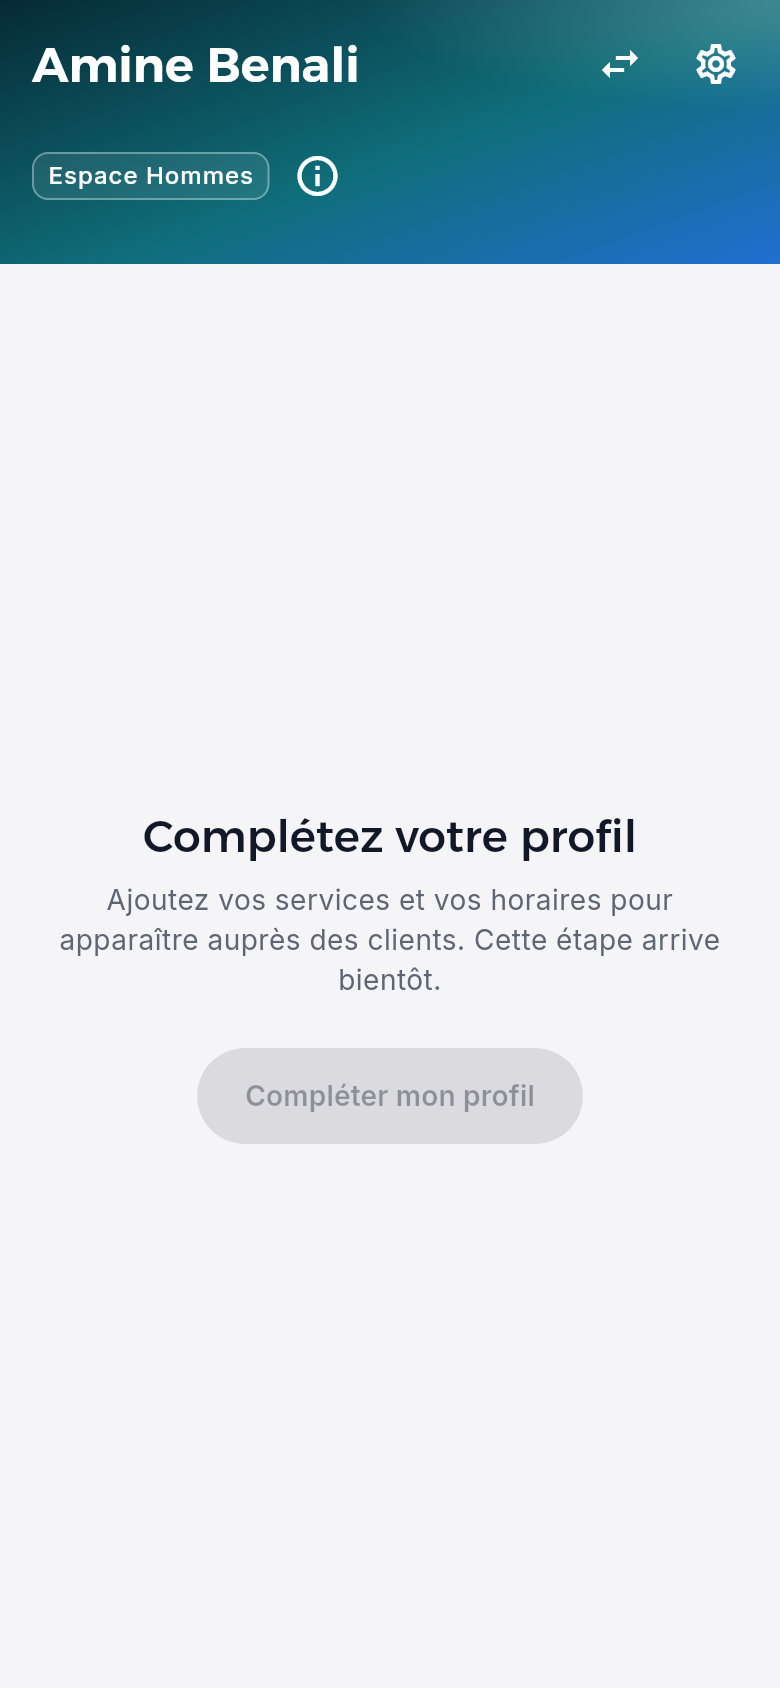 Amine Benali
Espace Hommes
Complétez votre profil
Ajoutez vos services et vos horaires pour
apparaître auprès des clients. Cette étape arrive
bientôt.
Compléter mon profil